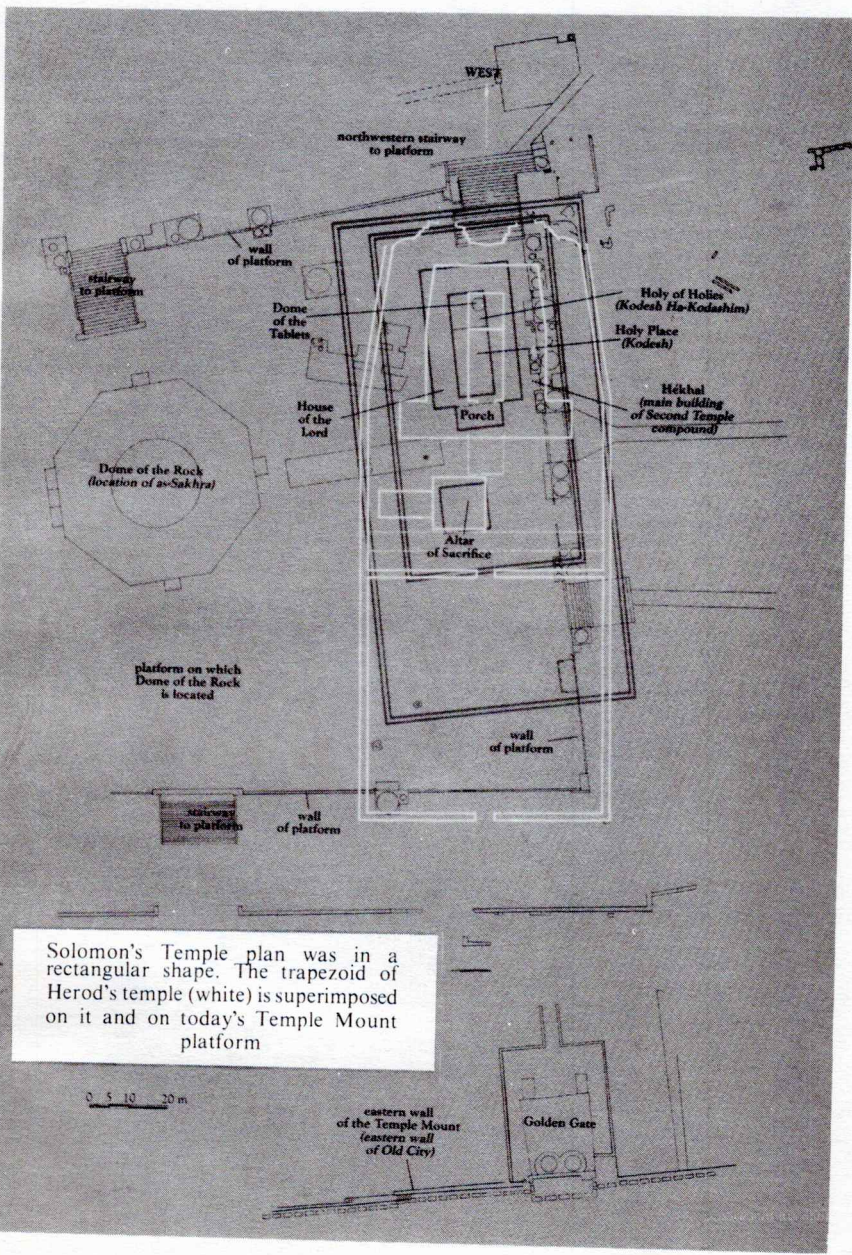 WEST
northwestern stairway
to platform
wall
of platform
stairway
to platform
Dome
of the
Tablets
Holy of Holies
(Kodesh Ha-Kodashim)
Holy Place
(Kodesh)
House
of the
Lord
Porch
Hékhal
(main building
of Second Temple
compound)
Dome of the Rock
(location of as-Sakhra)
Altar
of Sacrifice
platform on which
Dome of the Rock
is located
wall
of platform
stairway
to platform
wall
of platform
Solomon's Temple plan was in a
rectangular shape. The trapezoid of
Herod's temple (white) is superimposed
on it and on today's Temple Mount
platform
0 5 10 20 m
eastern wall
of the Temple Mount
(eastern wall
of Old City)
Golden Gate